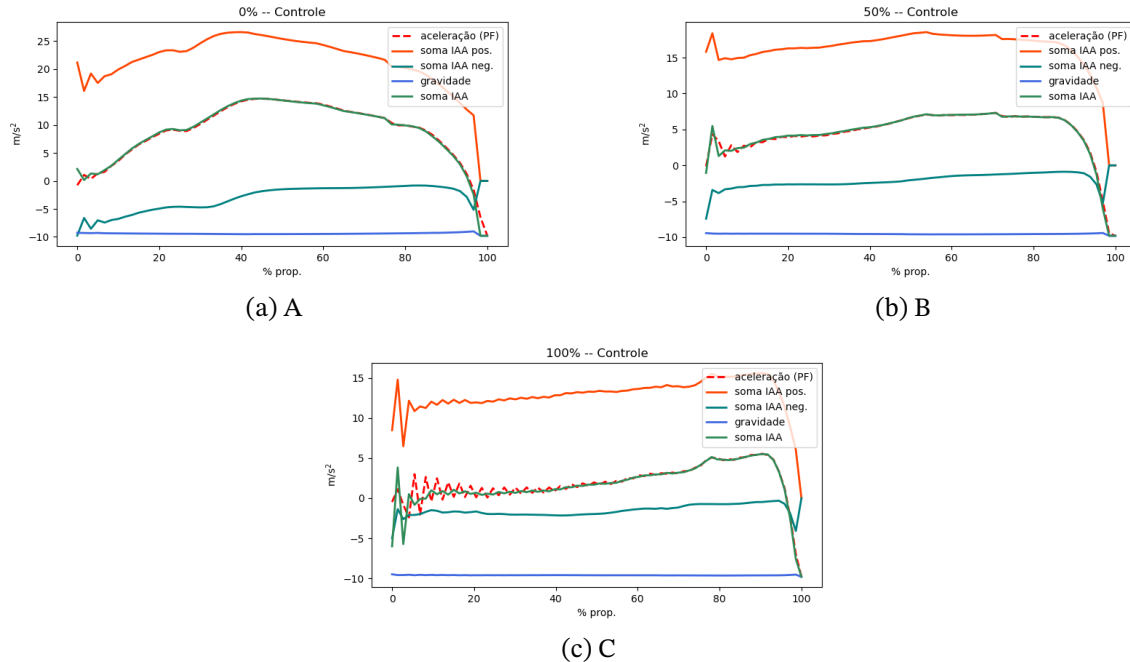 0% -- Controle
25
20
15
10
5
0
−5
−10
m/s²
0
20
40
60
80
100
% prop.
aceleração (PF)
soma IAA pos.
soma IAA neg.
gravidade
soma IAA
(a) A
50% -- Controle
15
10
5
0
−5
−10
m/s²
0
20
40
60
80
100
% prop.
aceleração (PF)
soma IAA pos.
soma IAA neg.
gravidade
soma IAA
(b) B
100% -- Controle
15
10
5
0
−5
−10
m/s²
0
20
40
60
80
100
% prop.
aceleração (PF)
soma IAA pos.
soma IAA neg.
gravidade
soma IAA
(c) C